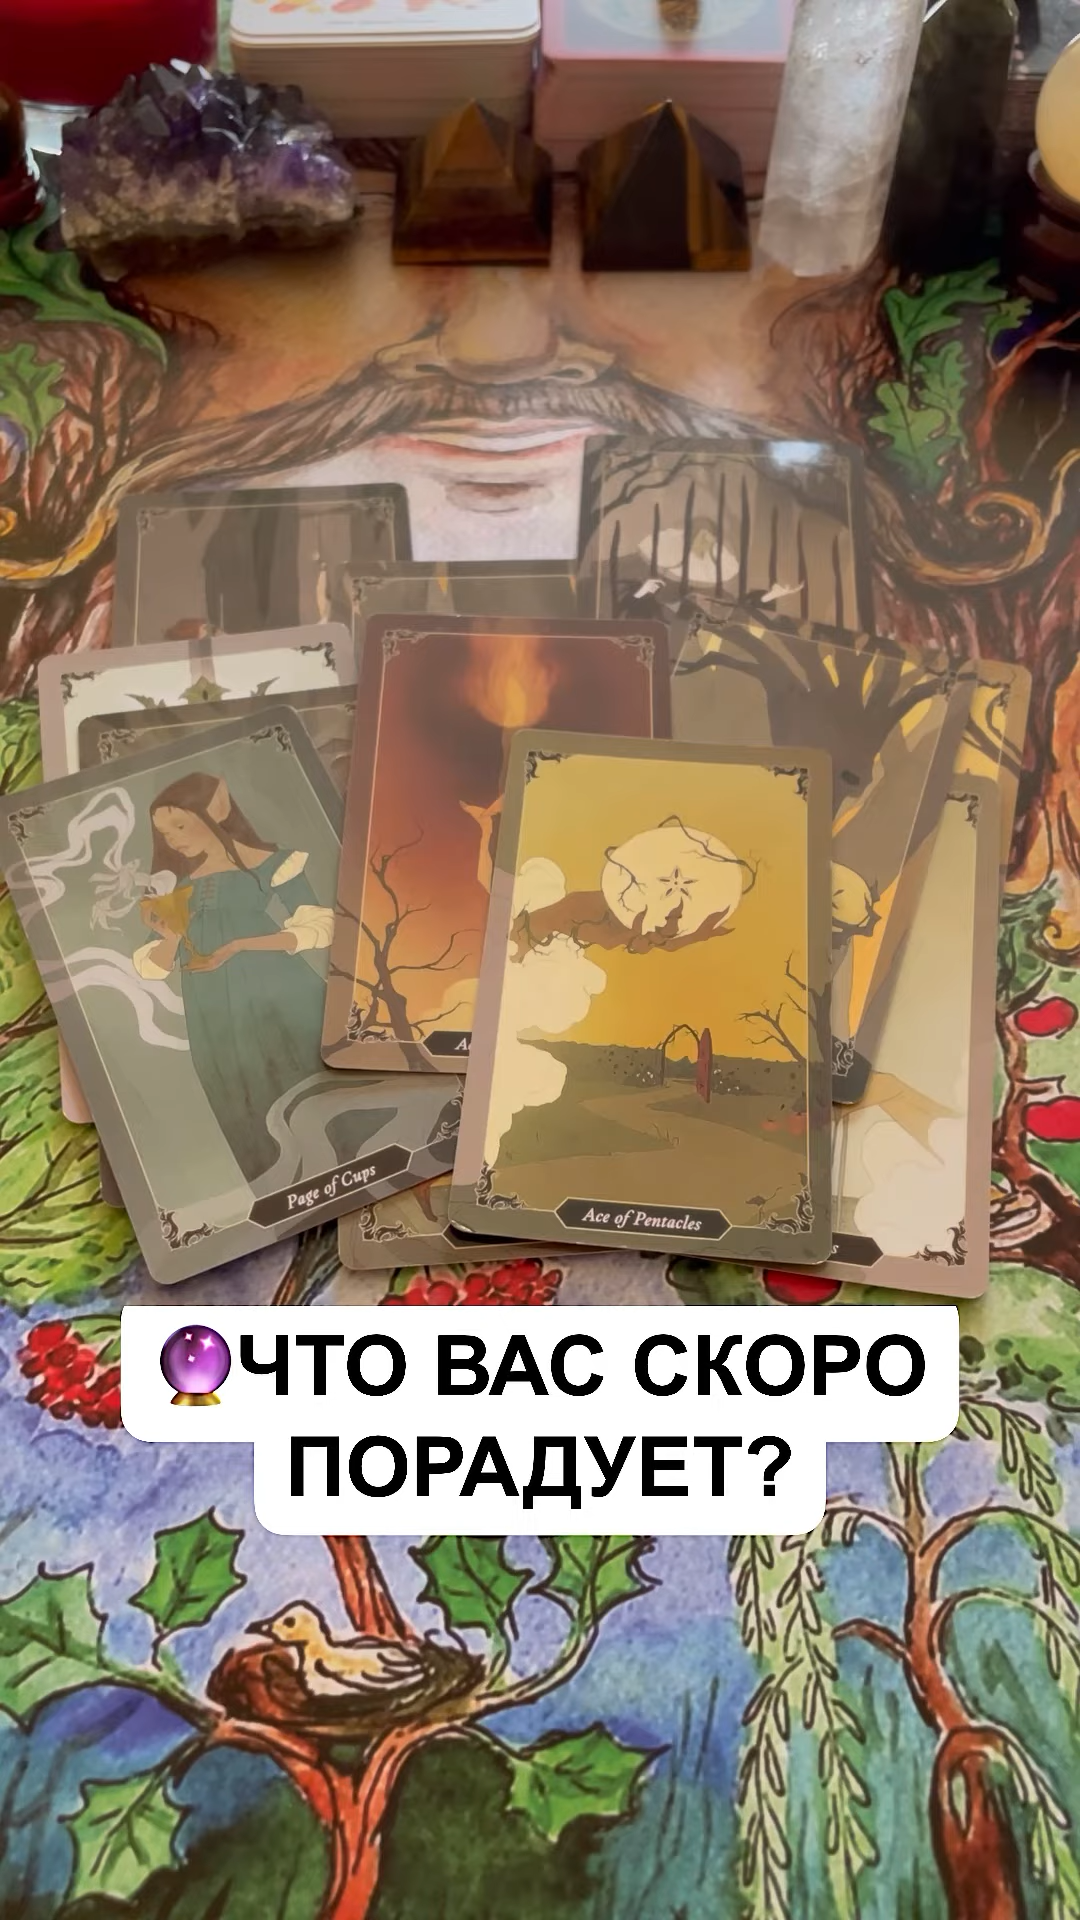 Page of Cups
Ace of Pentacles
🔮ЧТО ВАС СКОРО
ПОРАДУЕТ?